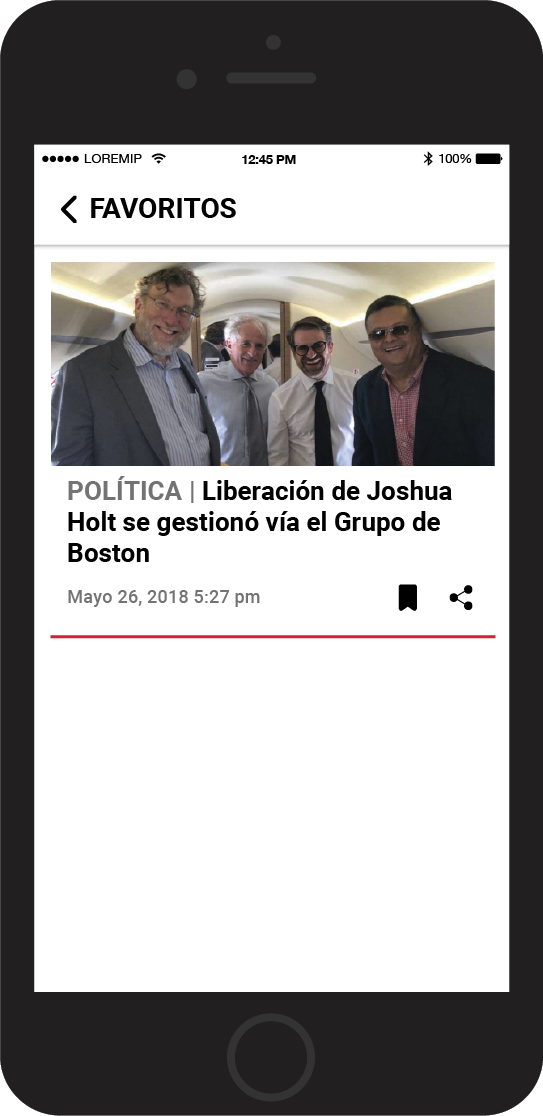 LOREMIP 12:45 PM 100%
FAVORITOS
POLÍTICA | Liberación de Joshua
Holt se gestionó vía el Grupo de
Boston
Mayo 26, 2018 5:27 pm